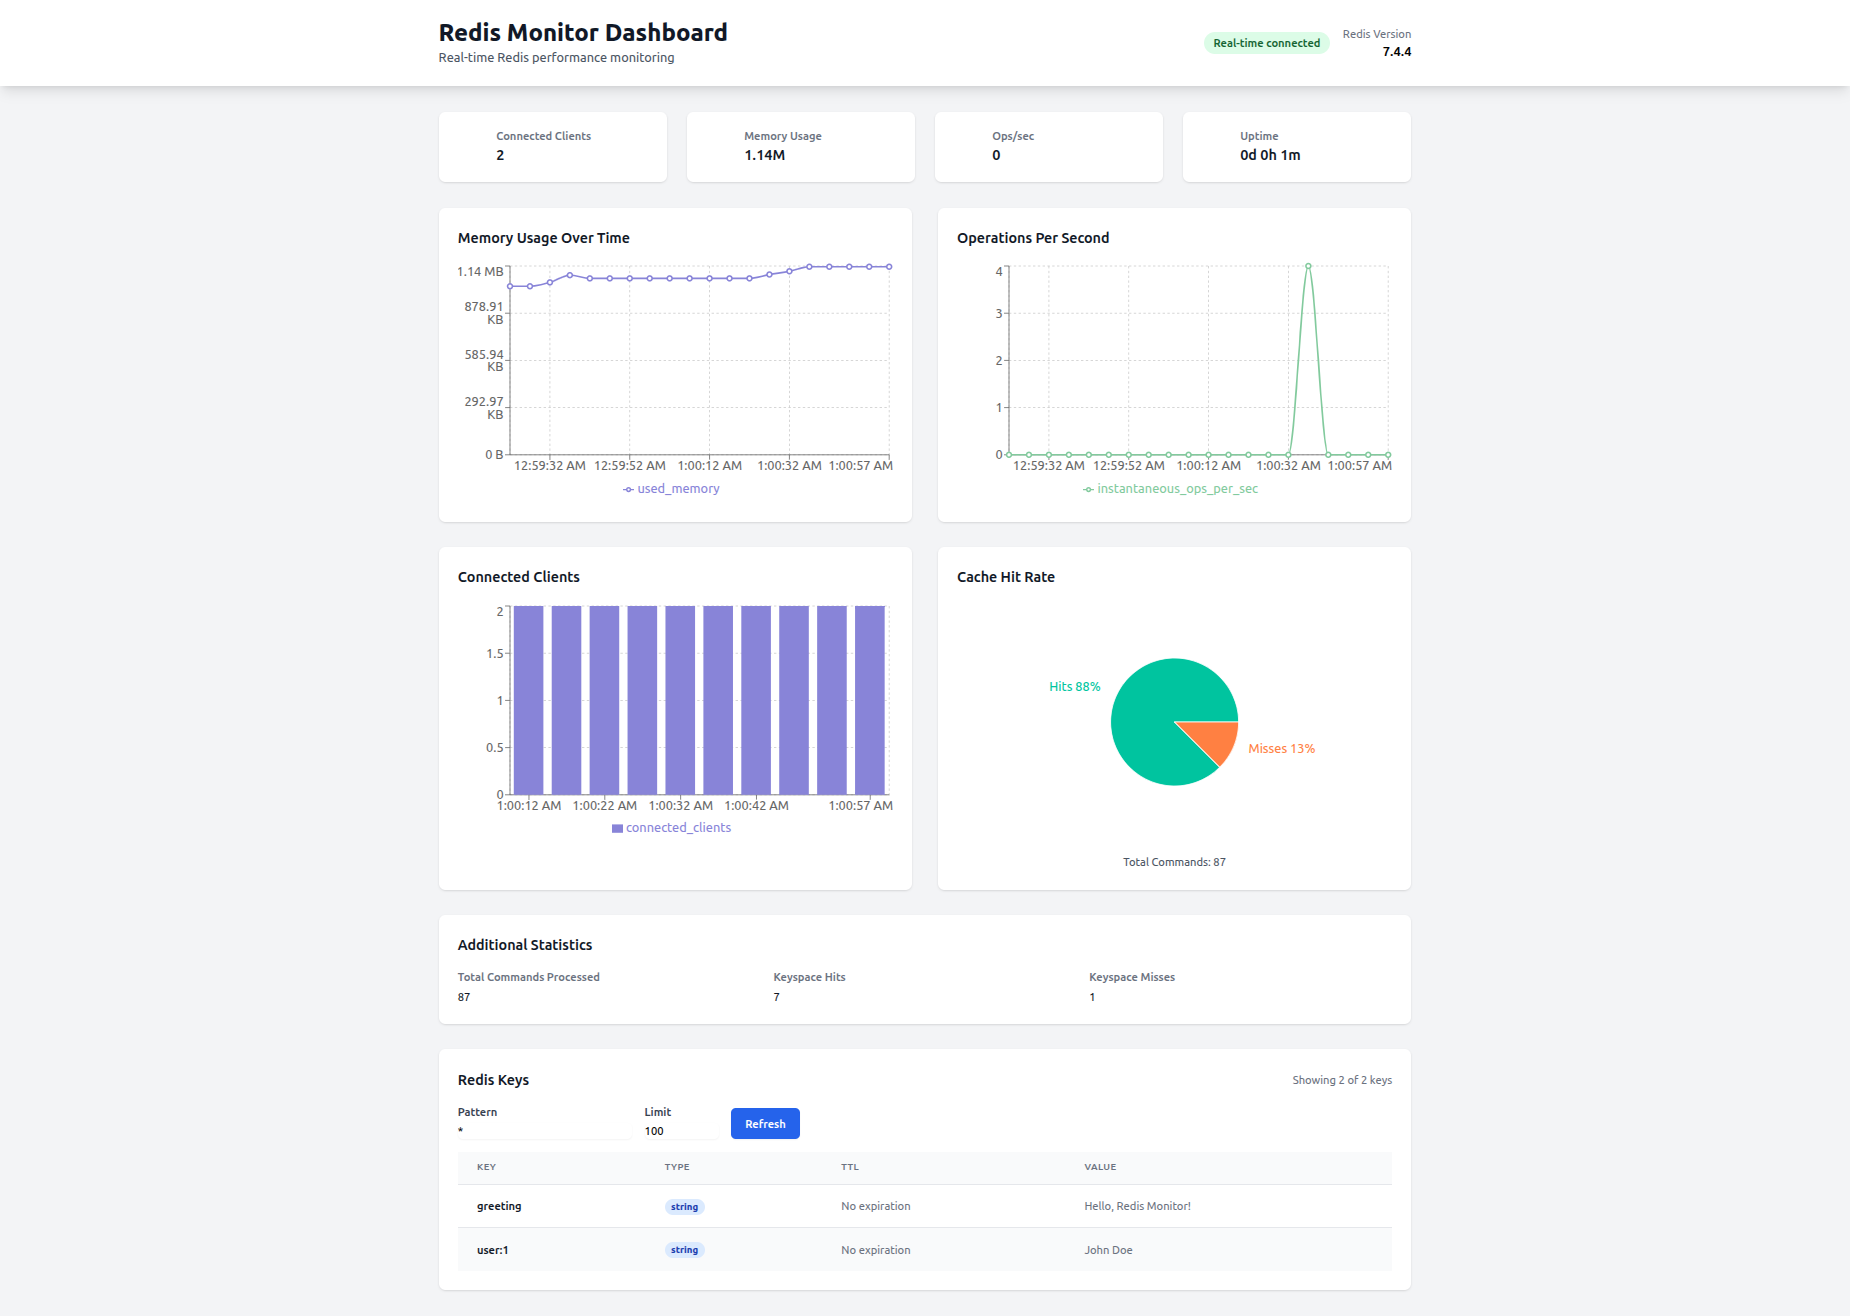 Redis Monitor Dashboard
Real-time Redis performance monitoring
Real-time connected
Redis Version
7.4.4
Connected Clients
2
Memory Usage
1.14M
Ops/sec
0
Uptime
0d 0h 1m
Memory Usage Over Time
1.14 MB
878.91
KB
585.94
KB
292.97
KB
0 B
12:59:32 AM 12:59:52 AM 1:00:12 AM 1:00:32 AM 1:00:57 AM
used_memory
Operations Per Second
4
3
2
1
0
12:59:32 AM 12:59:52 AM 1:00:12 AM 1:00:32 AM 1:00:57 AM
instantaneous_ops_per_sec
Connected Clients
2
1.5
1
0.5
0
1:00:12 AM 1:00:22 AM 1:00:32 AM 1:00:42 AM 1:00:57 AM
connected_clients
Cache Hit Rate
Hits 88%
Misses 13%
Total Commands: 87
Additional Statistics
Total Commands Processed
87
Keyspace Hits
7
Keyspace Misses
1
Redis Keys
Showing 2 of 2 keys
Pattern
*
Limit
100
Refresh
KEY TYPE TTL VALUE
greeting string No expiration Hello, Redis Monitor!
user:1 string No expiration John Doe